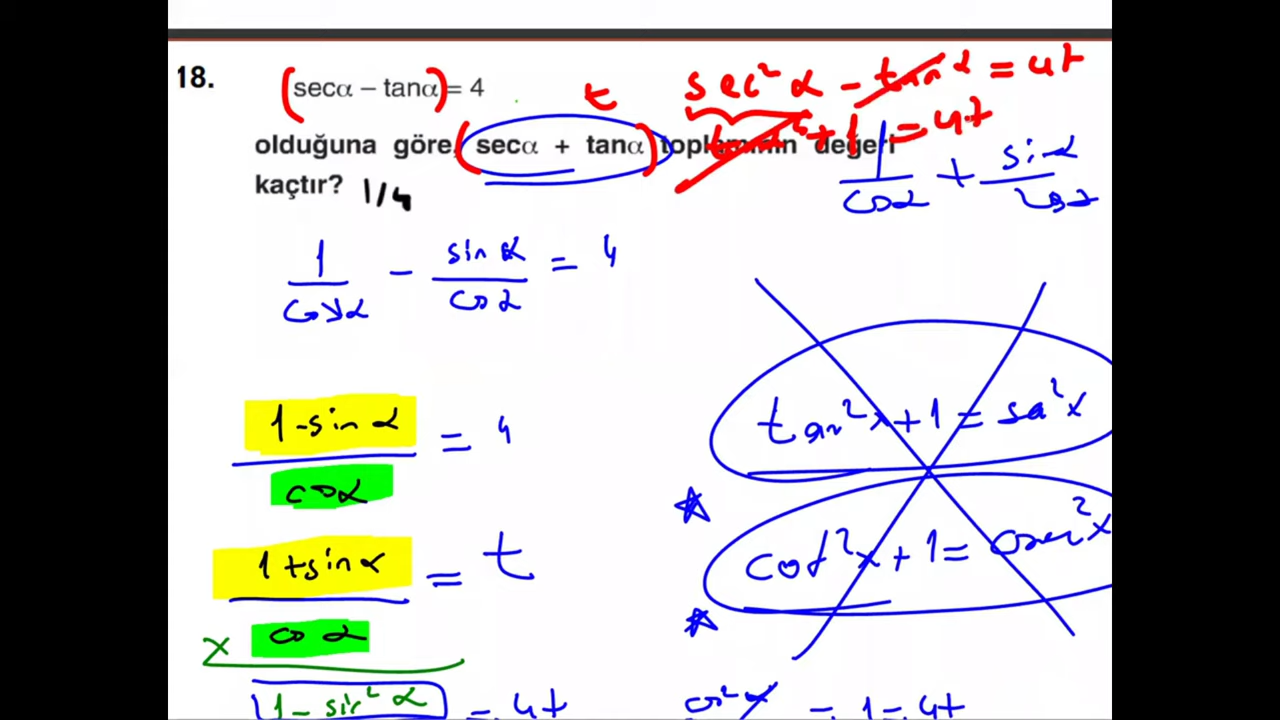 18. (secα – tanα) = 4
t
sec²α - tan²α = 4t
tan²α + 1 = 4t
olduğuna göre, (secα + tanα) toplamının değeri
kaçtır? 1/4
1/cosα + sinα/cosα
1/cosα - sinα/cosα = 4
1-sinα/cosα = 4
tan²x+1 = sec²x
1+sinα/cosα = t
cot²x+1 = cosec²x
x
1-sin²α = 4t
cos²α = 1 = 4t